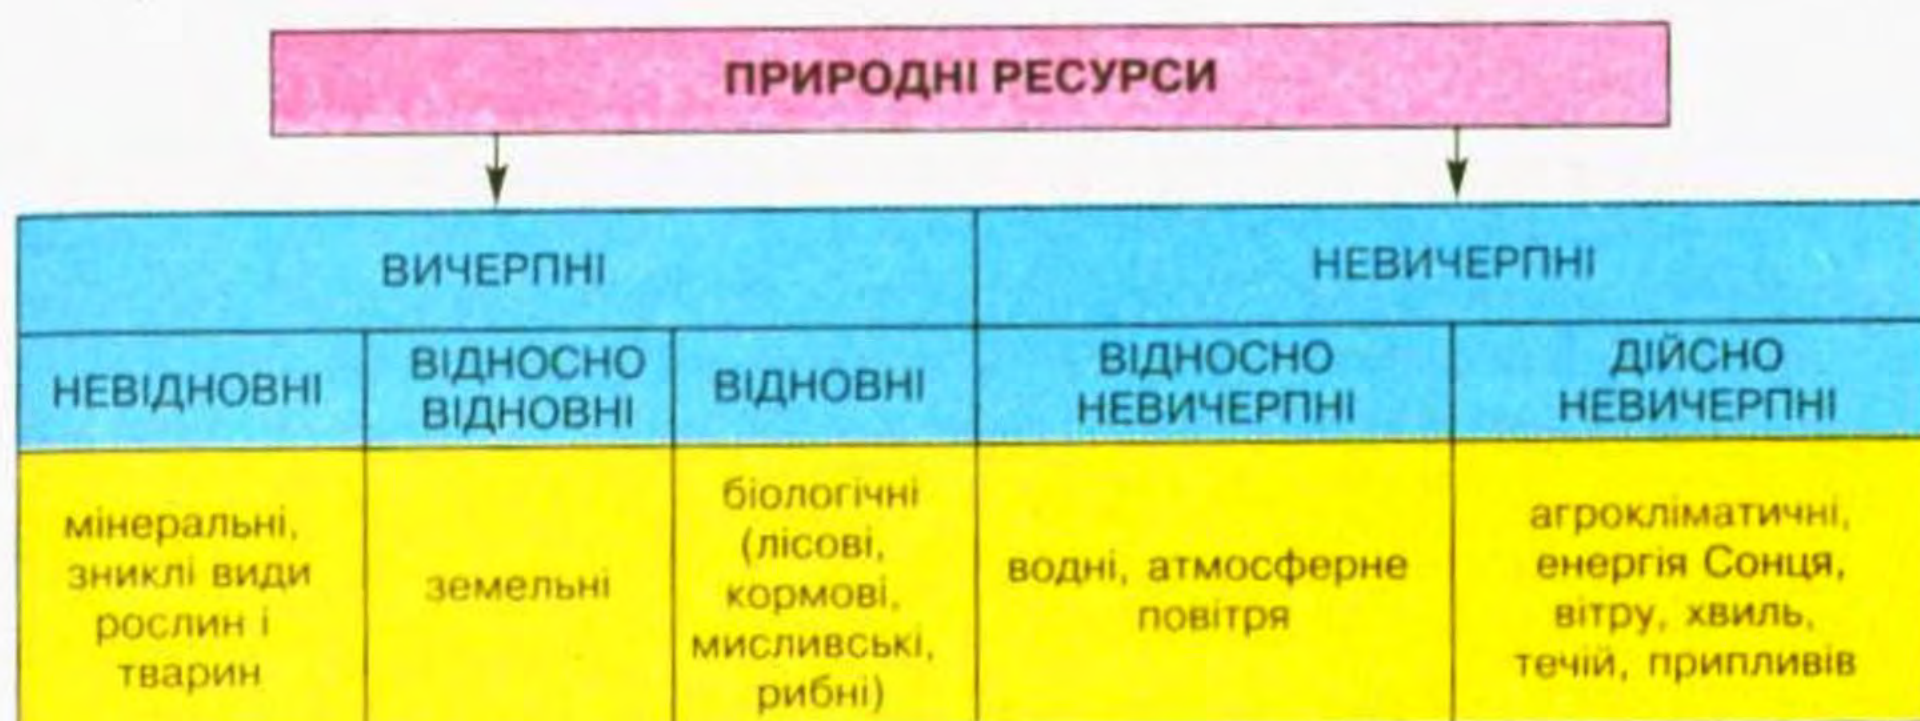 ПРИРОДНІ РЕСУРСИ
ВИЧЕРПНІ
НЕВИЧЕРПНІ
НЕВІДНОВНІ
ВІДНОСНО
ВІДНОВНІ
ВІДНОВНІ
ВІДНОСНО
НЕВИЧЕРПНІ
ДІЙСНО
НЕВИЧЕРПНІ
мінеральні,
зниклі види
рослин і
тварин
земельні
біологічні
(лісові,
кормові,
мисливські,
рибні)
водні, атмосферне
повітря
агрокліматичні,
енергія Сонця,
вітру, хвиль,
течій, припливів